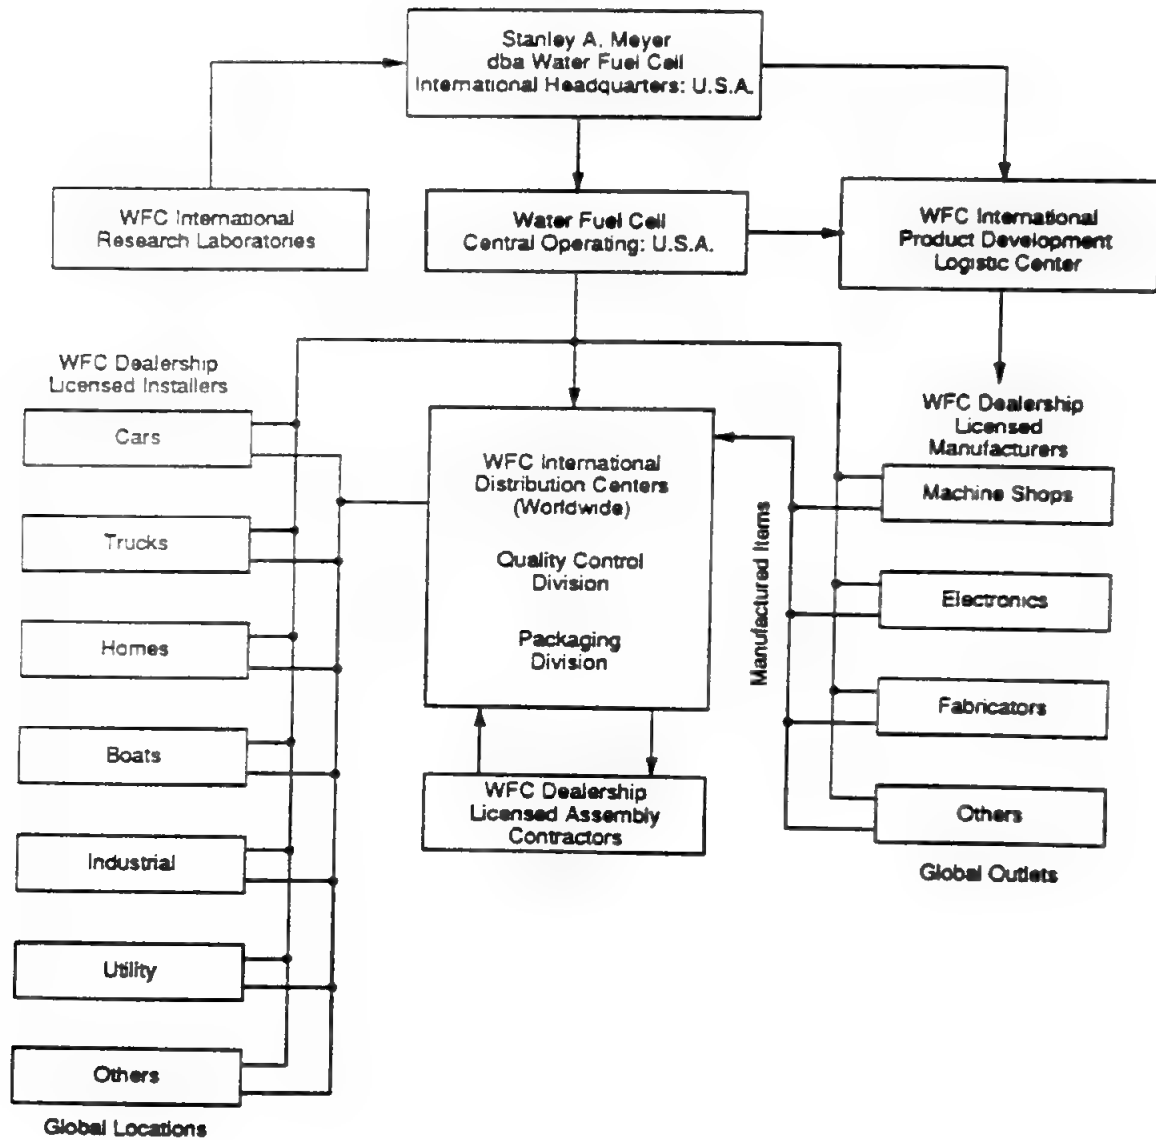 Stanley A. Meyer
dba Water Fuel Cell
International Headquarters: U.S.A.
WFC International
Research Laboratories
Water Fuel Cell
Central Operating: U.S.A.
WFC International
Product Development
Logistic Center
WFC Dealership
Licensed Installers
Cars
Trucks
Homes
Boats
Industrial
Utility
Others
Global Locations
WFC International
Distribution Centers
(Worldwide)
Quality Control
Division
Packaging
Division
WFC Dealership
Licensed Assembly
Contractors
Manufactured Items
WFC Dealership
Licensed
Manufacturers
Machine Shops
Electronics
Fabricators
Others
Global Outlets